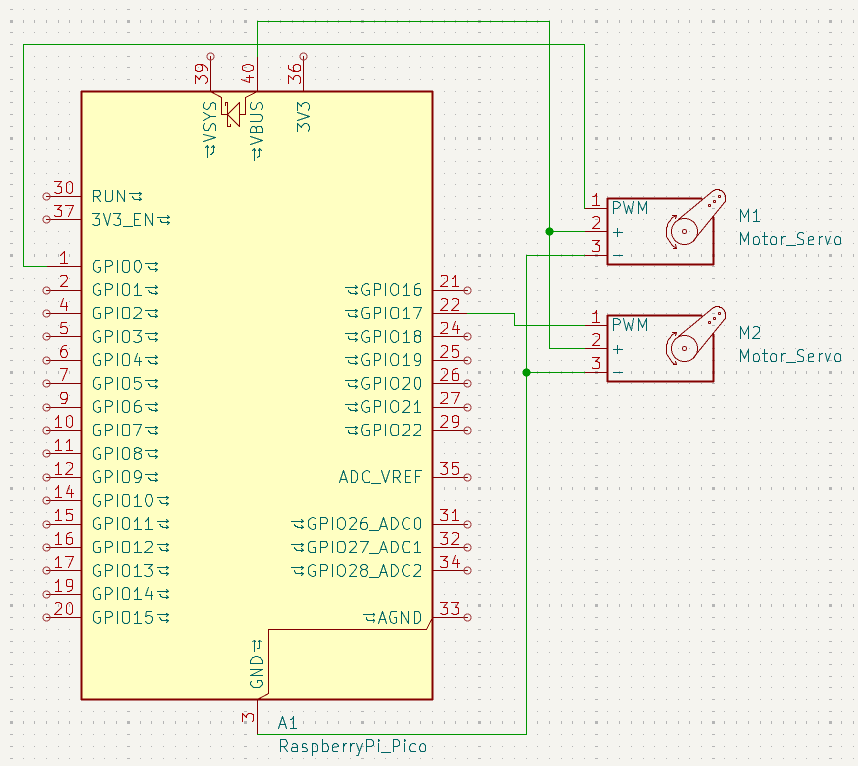 39
40
36
VSYS
VBUS
3V3
30 RUN
37 3V3_EN
1 GPIO0
2 GPIO1
4 GPIO2
5 GPIO3
6 GPIO4
7 GPIO5
9 GPIO6
10 GPIO7
11 GPIO8
12 GPIO9
14 GPIO10
15 GPIO11
16 GPIO12
17 GPIO13
19 GPIO14
20 GPIO15
GPIO16 21
GPIO17 22
GPIO18 24
GPIO19 25
GPIO20 26
GPIO21 27
GPIO22 29
ADC_VREF 35
GPIO26_ADC0 31
GPIO27_ADC1 32
GPIO28_ADC2 34
AGND 33
GND
3
A1
RaspberryPi_Pico
1 PWM
2 +
3 -
M1
Motor_Servo
1 PWM
2 +
3 -
M2
Motor_Servo